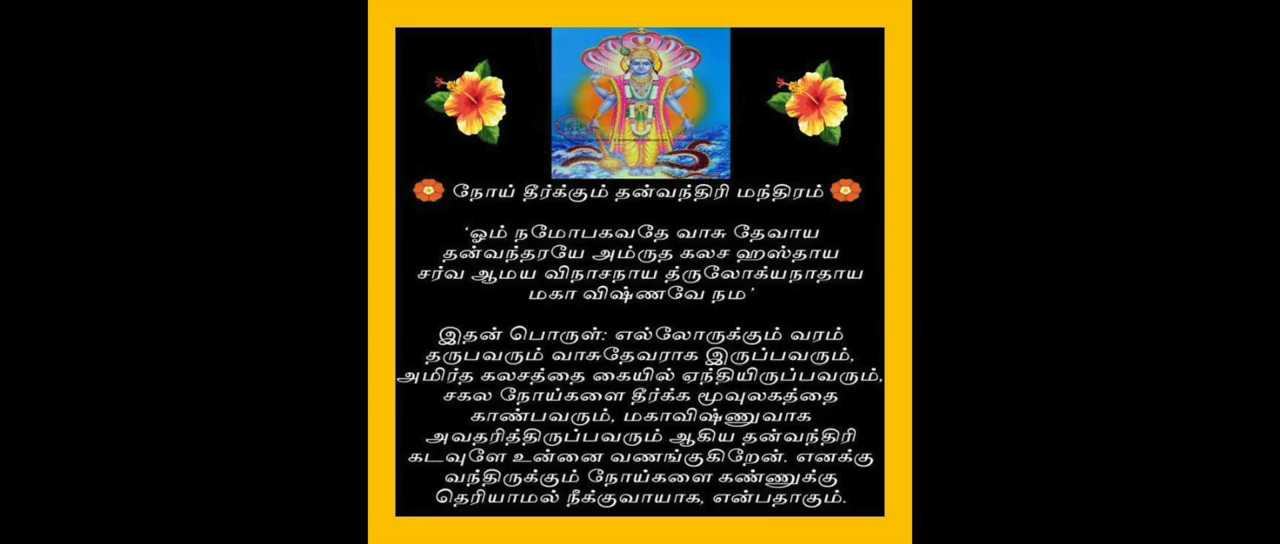 நோய் தீர்க்கும் தன்வந்திரி மந்திரம்
‘ஓம் நமோபகவதே வாசு தேவாய
தன்வந்தரயே அம்ருத கலச ஹஸ்தாய
சர்வ ஆமய விநாசநாய த்ருலோக்யநாதாய
மகா விஷ்ணவே நம’
இதன் பொருள்: எல்லோருக்கும் வரம்
தருபவரும் வாசுதேவராக இருப்பவரும்,
அமிர்த கலசத்தை கையில் ஏந்தியிருப்பவரும்,
சகல நோய்களை தீர்க்க மூவுலகத்தை
காண்பவரும், மகாவிஷ்ணுவாக
அவதரித்திருப்பவரும் ஆகிய தன்வந்திரி
கடவுளே உன்னை வணங்குகிறேன். எனக்கு
வந்திருக்கும் நோய்களை கண்ணுக்கு
தெரியாமல் நீக்குவாயாக, என்பதாகும்.